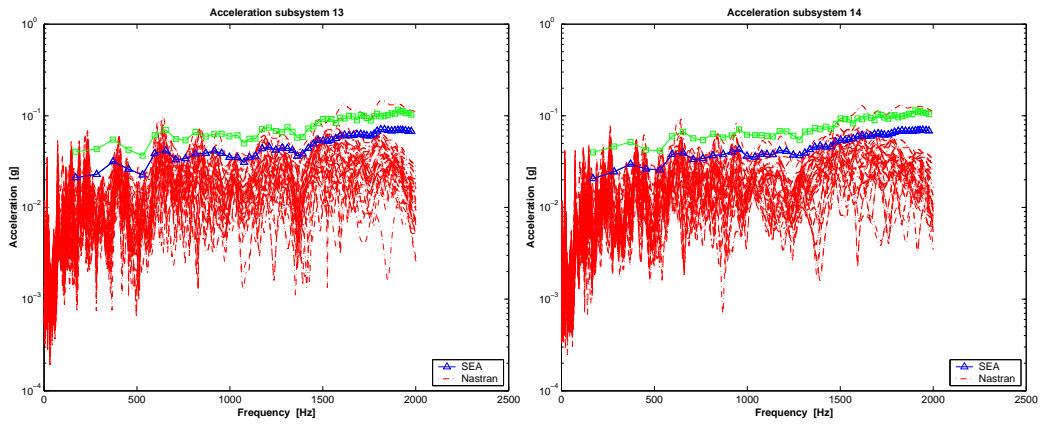 Acceleration subsystem 13
10^0
10^-1
10^-2
10^-3
10^-4
Acceleration [g]
0 500 1000 1500 2000 2500
Frequency [Hz]
SEA
Nastran
Acceleration subsystem 14
10^0
10^-1
10^-2
10^-3
10^-4
Acceleration [g]
0 500 1000 1500 2000 2500
Frequency [Hz]
SEA
Nastran